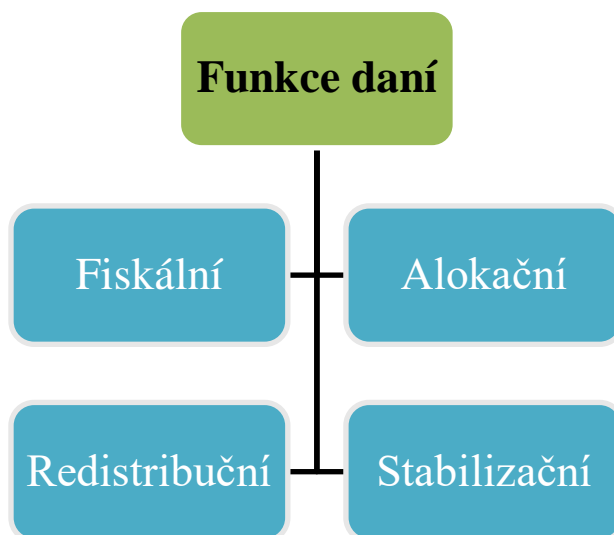 Funkce daní
Fiskální
Alokační
Redistribuční
Stabilizační